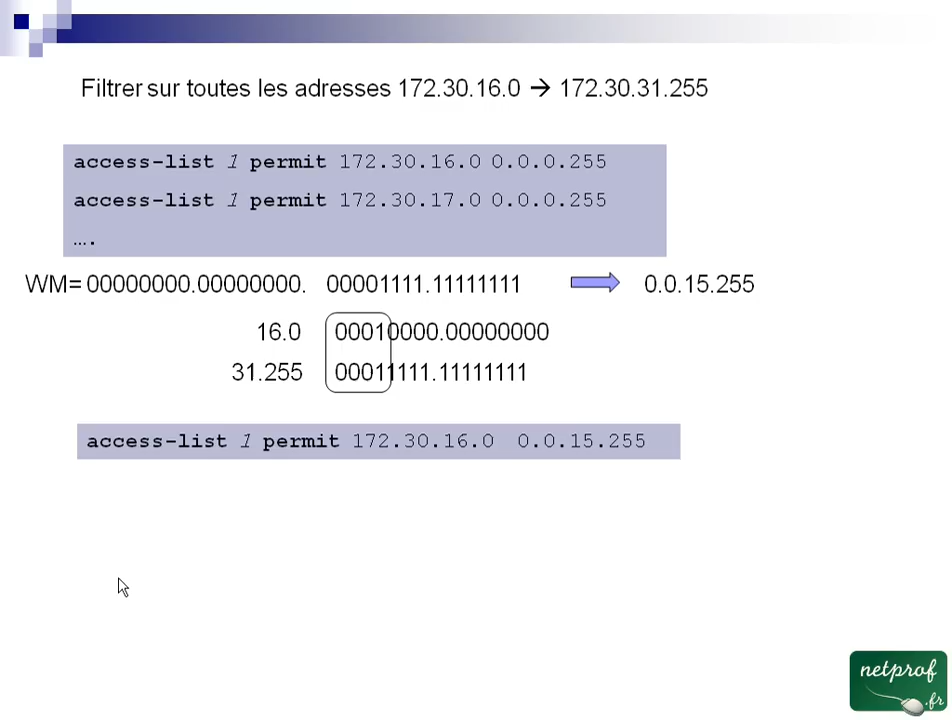 Filtrer sur toutes les adresses 172.30.16.0 → 172.30.31.255
access-list 1 permit 172.30.16.0 0.0.0.255
access-list 1 permit 172.30.17.0 0.0.0.255
….
WM= 00000000.00000000. 00001111.11111111 0.0.15.255
16.0 00010000.00000000
31.255 00011111.11111111
access-list 1 permit 172.30.16.0 0.0.15.255
netprof
.fr